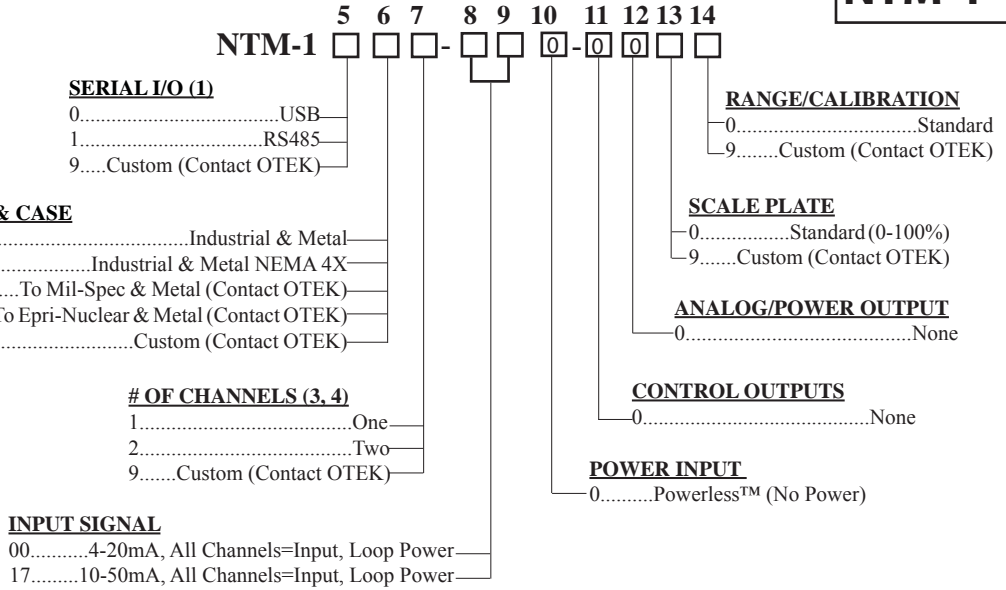 NTM-1
5 6 7 8 9 10 11 12 13 14
NTM-1 - 0 - 0 0
SERIAL I/O (1)
0................................USB
1................................RS485
9.....Custom (Contact OTEK)
& CASE
................................Industrial & Metal
................Industrial & Metal NEMA 4X
....To Mil-Spec & Metal (Contact OTEK)
To Epri-Nuclear & Metal (Contact OTEK)
......................Custom (Contact OTEK)
# OF CHANNELS (3, 4)
1..................................One
2..................................Two
9.......Custom (Contact OTEK)
INPUT SIGNAL
00...........4-20mA, All Channels=Input, Loop Power
17.........10-50mA, All Channels=Input, Loop Power
RANGE/CALIBRATION
0..............................Standard
9........Custom (Contact OTEK)
SCALE PLATE
0...............Standard (0-100%)
9.......Custom (Contact OTEK)
ANALOG/POWER OUTPUT
0.....................................None
CONTROL OUTPUTS
0.....................................None
POWER INPUT
0..........Powerless™ (No Power)